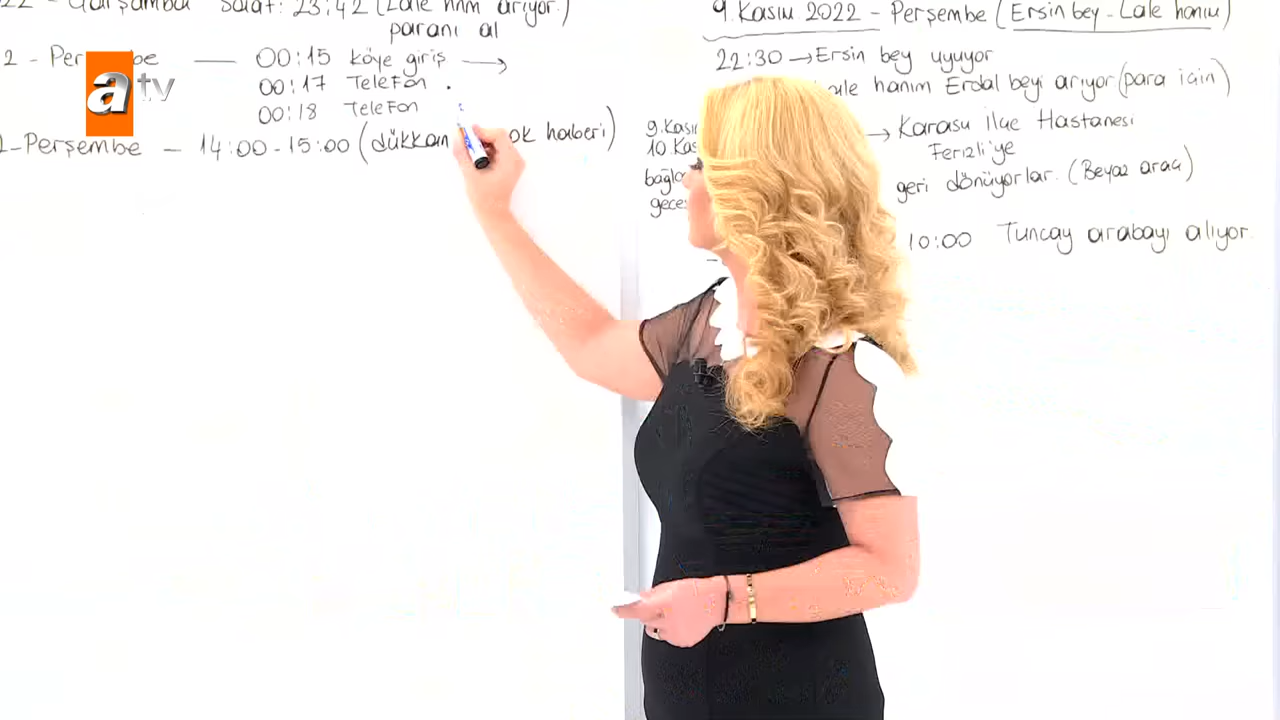 Saat: 23:42 (Lale hnm arıyor.)
paranı al
2 - Perşembe — 00:15 köye giriş →
00:17 Telefon .
00:18 Telefon
-Perşembe - 14:00-15:00 (dükkan ok haberi)
9 Kasım 2022 - Perşembe (Ersin bey - Lale hanım)
22:30 → Ersin bey uyuyor
ale hanım Erdal beyi arıyor (para için)
9. Kasım → Karasu İlçe Hastanesi
10 Kas Ferizli'ye
bağla geri dönüyorlar. (Beyaz araç)
gece
10:00 Tuncay arabayı alıyor.
atv